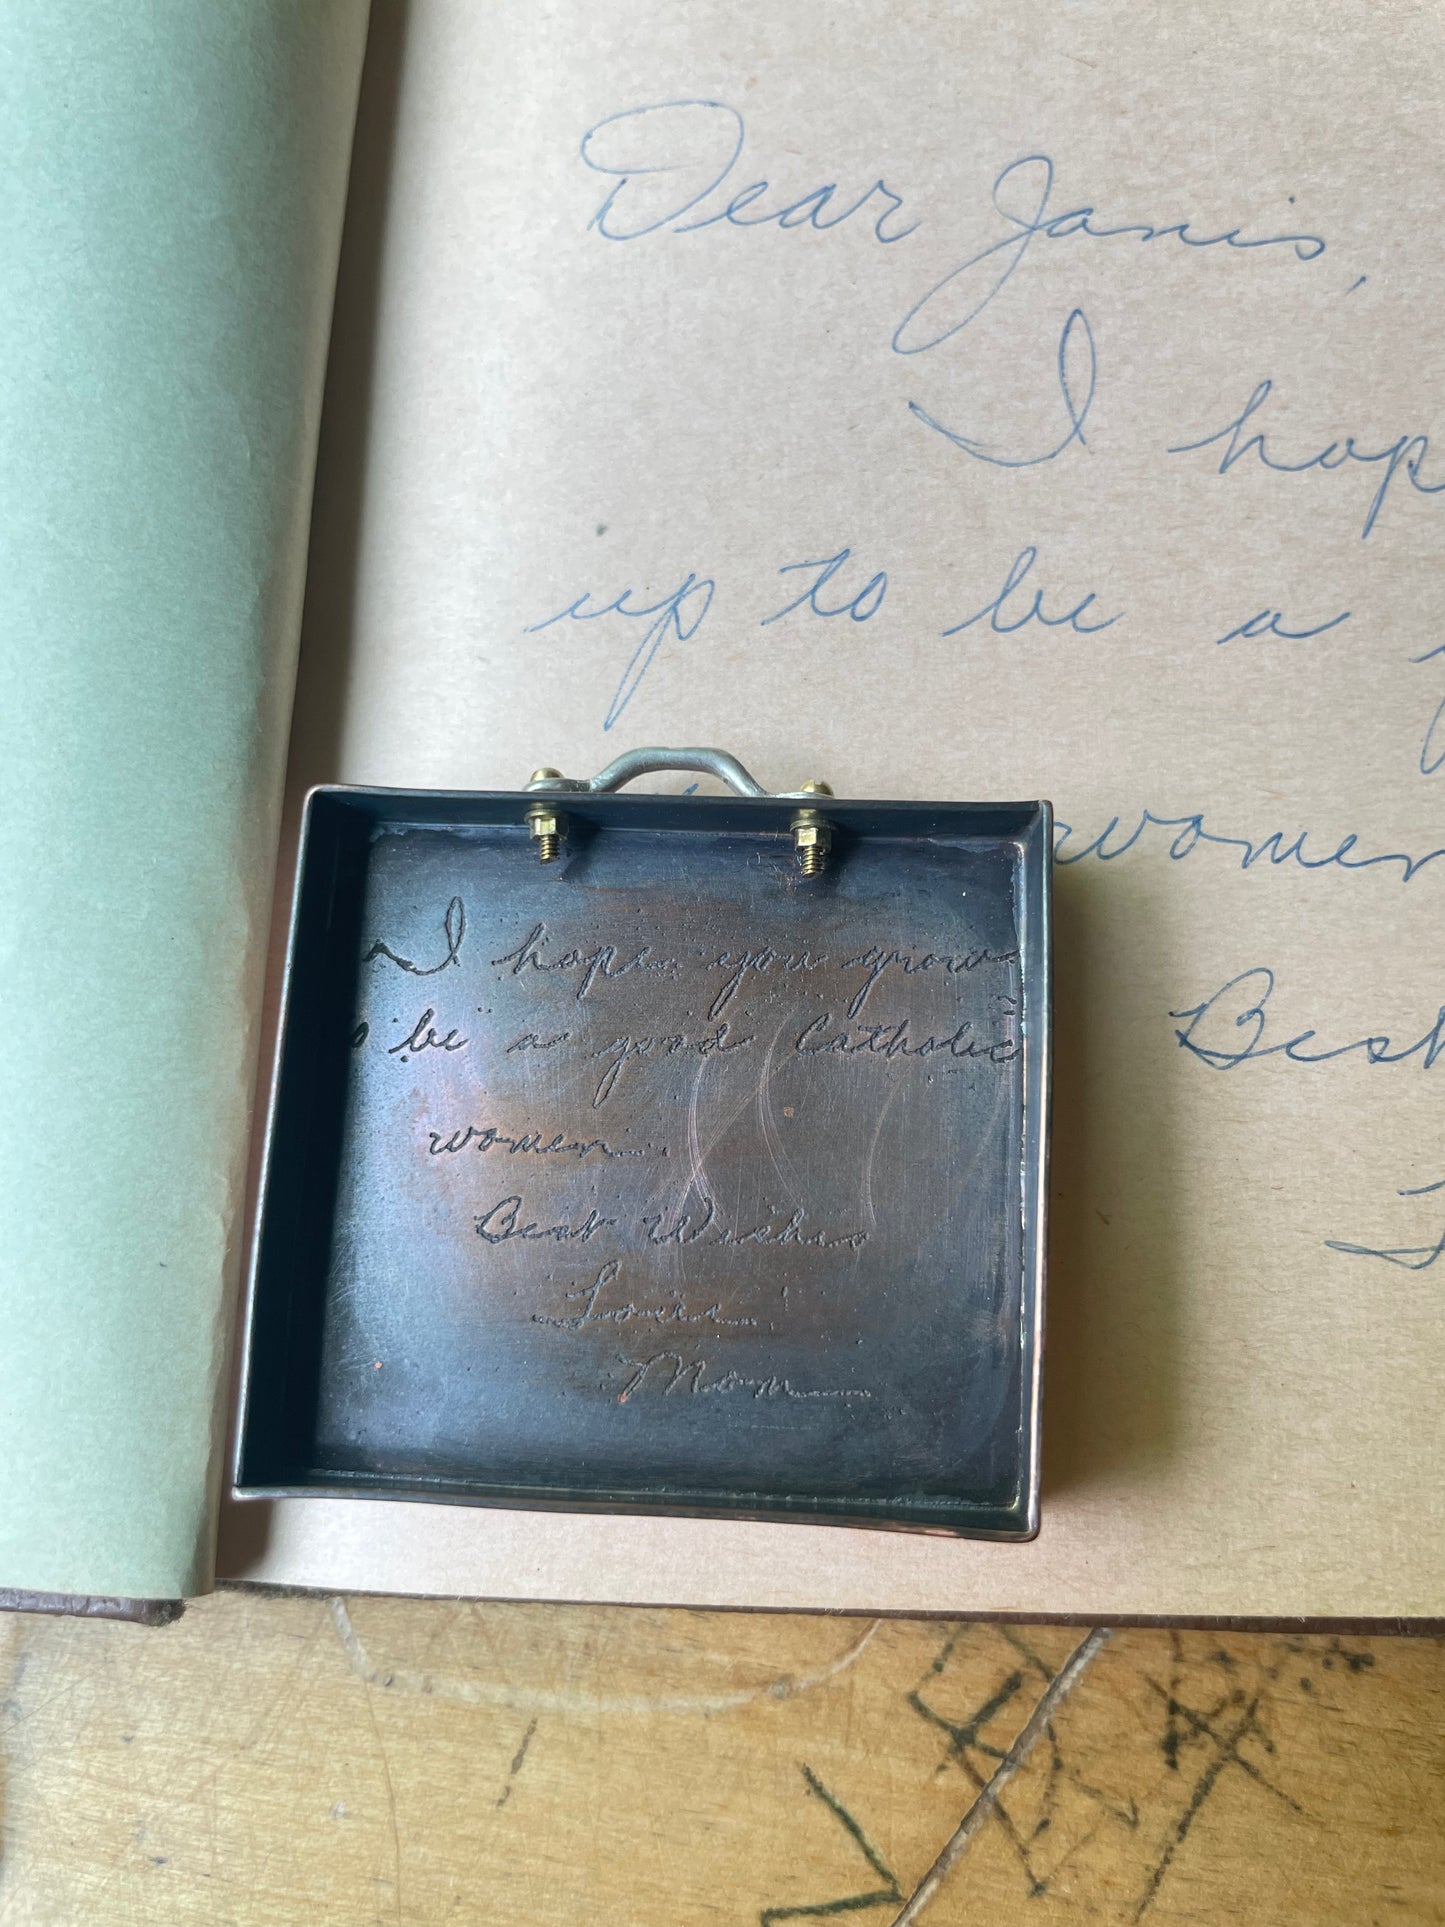 Dear Janis,
I hop
up to be a
women
Best
I hope you grow
be a good Catholic
women.
Best Wishes
Love
Mom